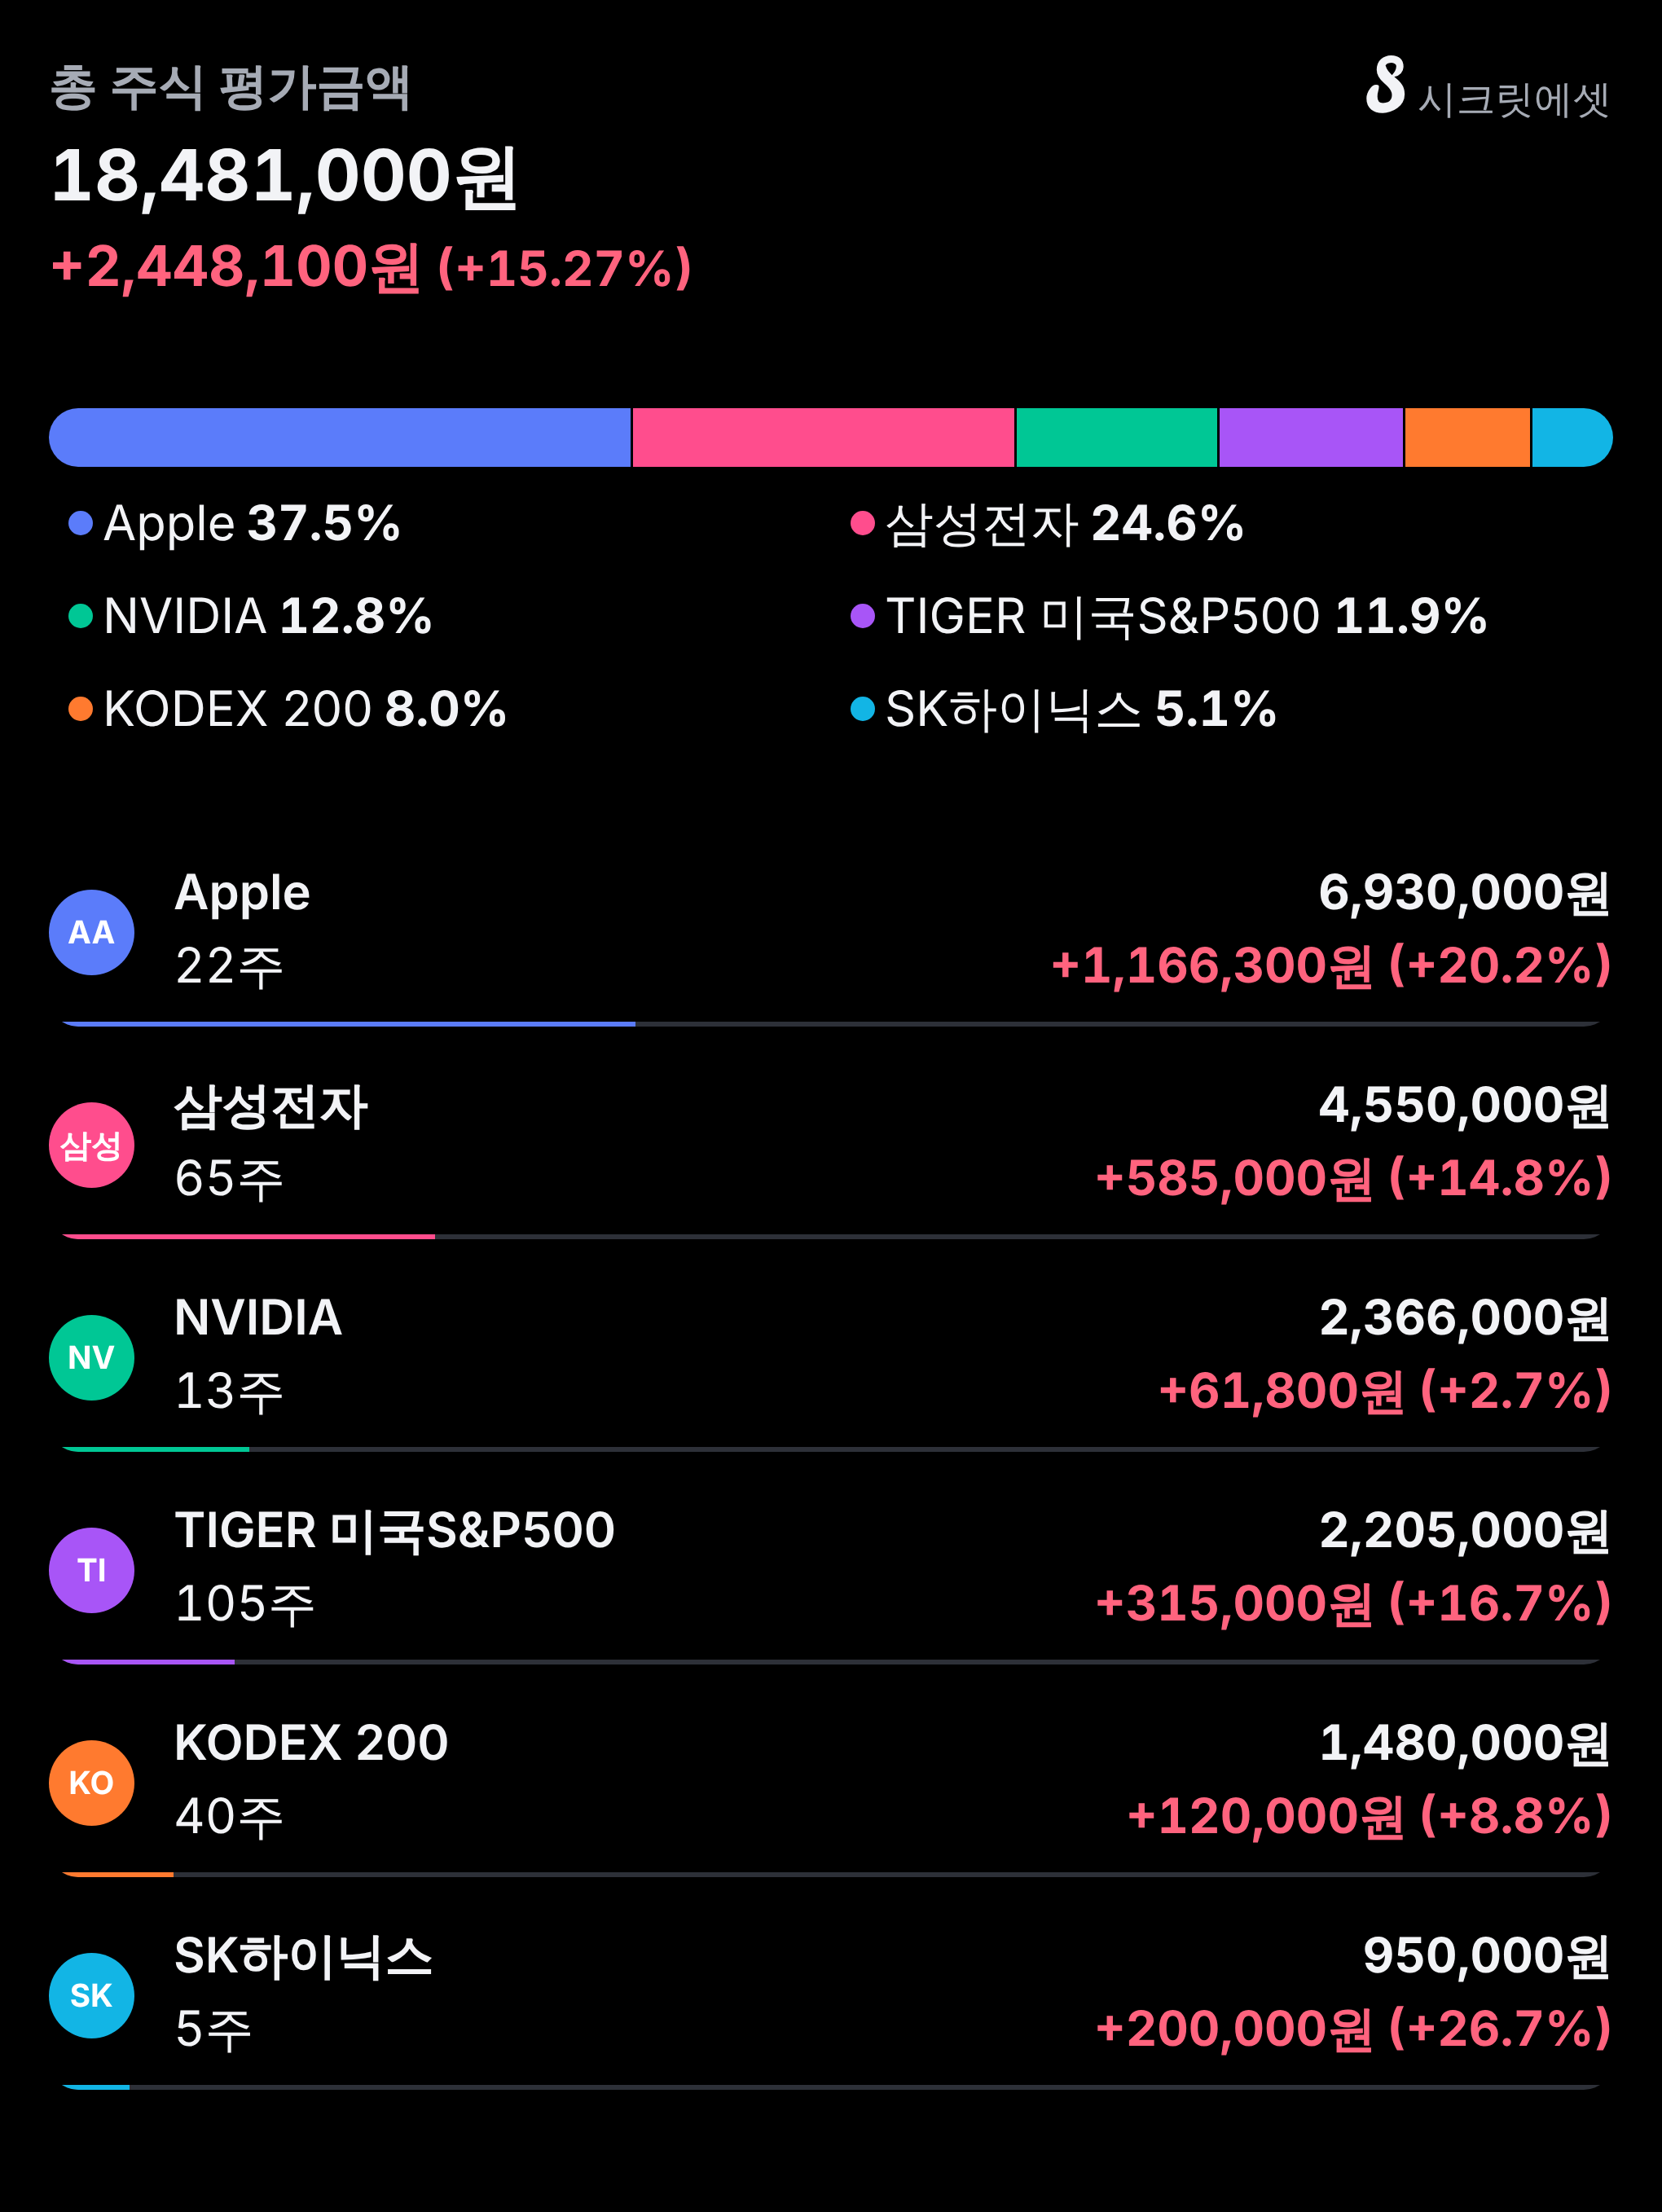 총 주식 평가금액
S 시크릿에셋
18,481,000원
+2,448,100원 (+15.27%)
Apple 37.5%
삼성전자 24.6%
NVIDIA 12.8%
TIGER 미국S&P500 11.9%
KODEX 200 8.0%
SK하이닉스 5.1%
AA
Apple
6,930,000원
22주
+1,166,300원 (+20.2%)
삼성
삼성전자
4,550,000원
65주
+585,000원 (+14.8%)
NV
NVIDIA
2,366,000원
13주
+61,800원 (+2.7%)
TI
TIGER 미국S&P500
2,205,000원
105주
+315,000원 (+16.7%)
KO
KODEX 200
1,480,000원
40주
+120,000원 (+8.8%)
SK
SK하이닉스
950,000원
5주
+200,000원 (+26.7%)